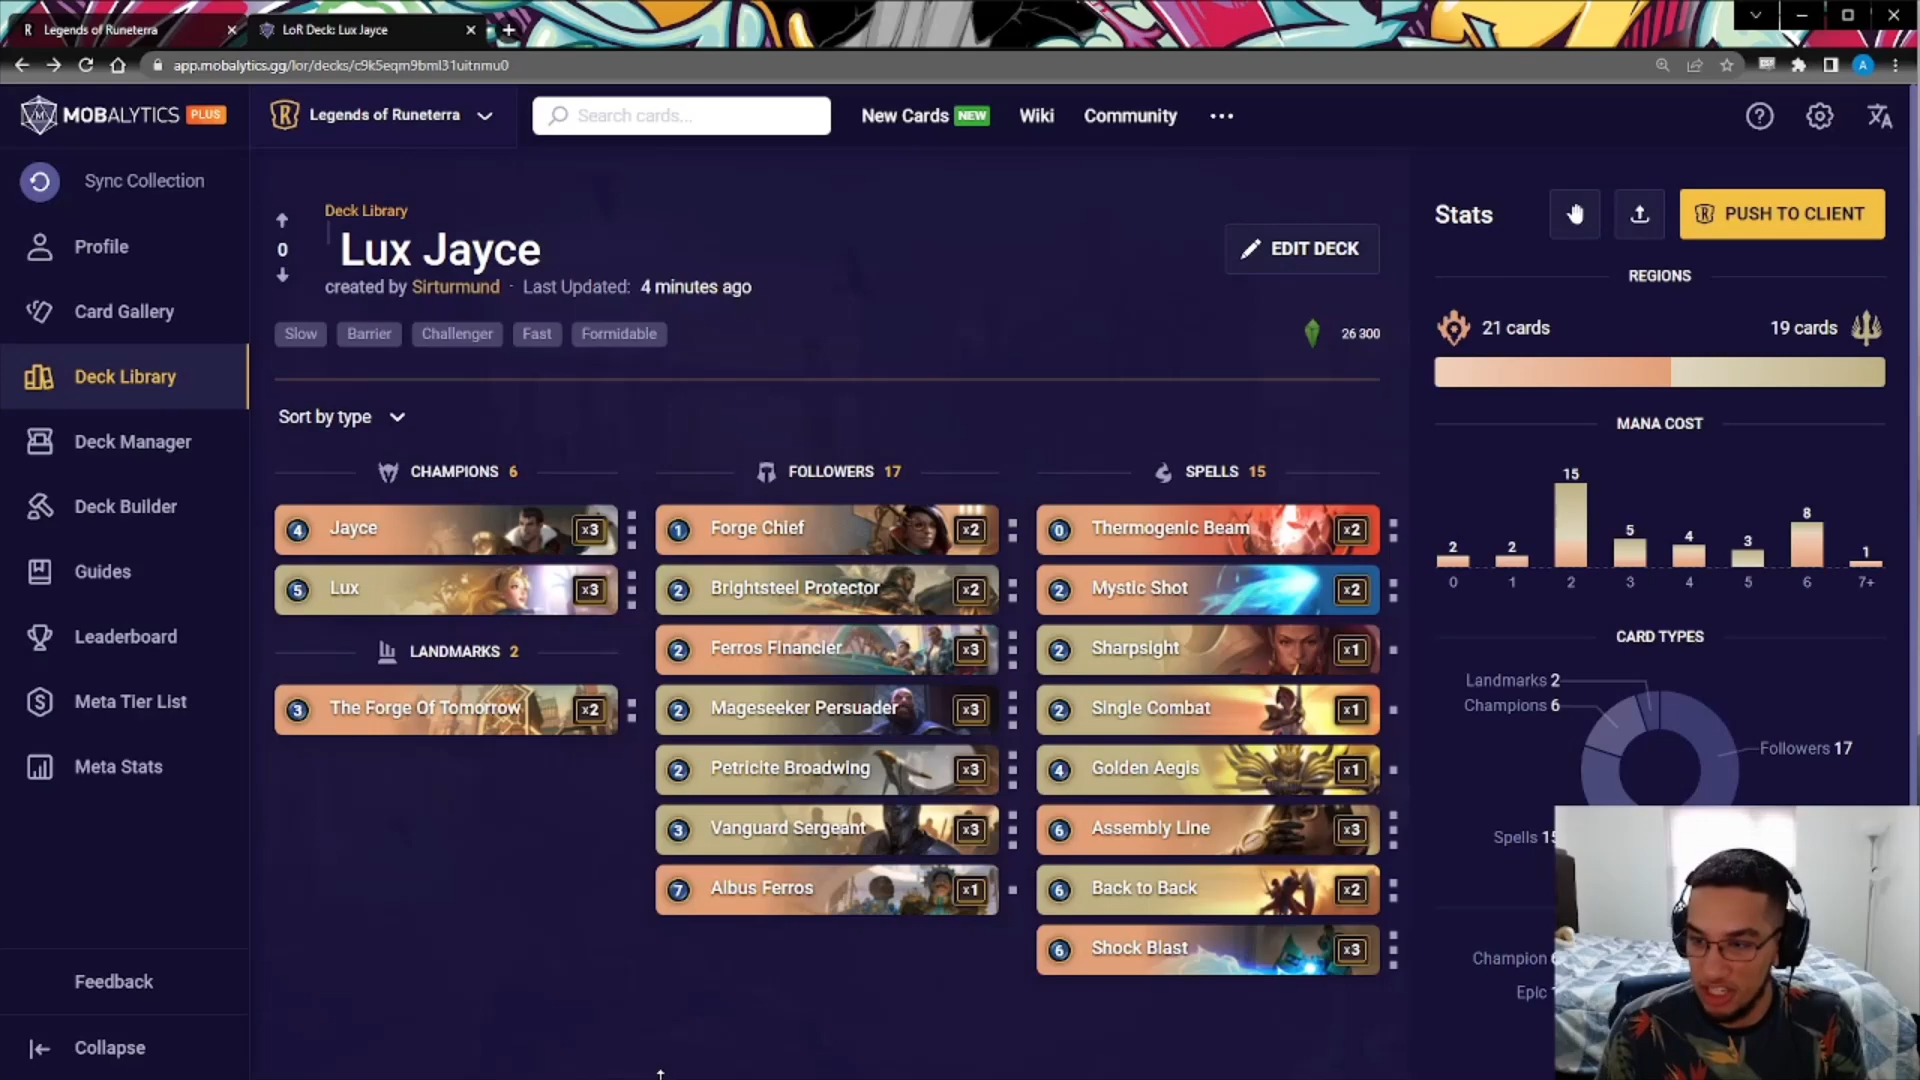 Legends of Runeterra
LoR Deck: Lux Jayce
app.mobalytics.gg/lor/decks/c9k5eqm9bml31uitnmu0
A
MOBALYTICS PLUS
Legends of Runeterra
Search cards...
New Cards NEW
Wiki
Community
Sync Collection
Profile
Card Gallery
Deck Library
Deck Manager
Deck Builder
Guides
Leaderboard
Meta Tier List
Meta Stats
Feedback
Collapse
0
Deck Library
Lux Jayce
created by Sirturmund · Last Updated: 4 minutes ago
EDIT DECK
Slow
Barrier
Challenger
Fast
Formidable
26 300
Sort by type
CHAMPIONS 6
4 Jayce x3
5 Lux x3
LANDMARKS 2
3 The Forge Of Tomorrow x2
FOLLOWERS 17
1 Forge Chief x2
2 Brightsteel Protector x2
2 Ferros Financier x3
2 Mageseeker Persuader x3
2 Petricite Broadwing x3
3 Vanguard Sergeant x3
7 Albus Ferros x1
SPELLS 15
0 Thermogenic Beam x2
2 Mystic Shot x2
2 Sharpsight x1
2 Single Combat x1
4 Golden Aegis x1
6 Assembly Line x3
6 Back to Back x2
6 Shock Blast x3
Stats
PUSH TO CLIENT
REGIONS
21 cards
19 cards
MANA COST
2 2 15 5 4 3 8 1
0 1 2 3 4 5 6 7+
CARD TYPES
Landmarks 2
Champions 6
Followers 17
Spells 15
Champion
Epic